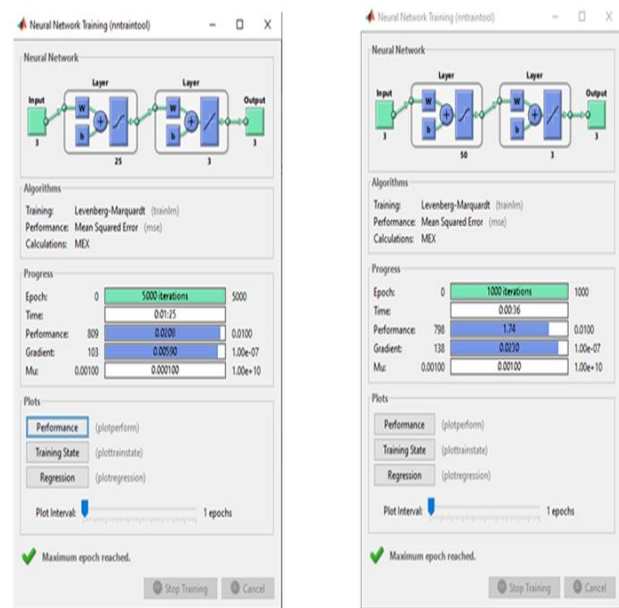 Neural Network Training (nntraintool)
Neural Network
Layer Layer
Input Output
W W
b b
3 3
25 3
Algorithms
Training: Levenberg-Marquardt (trainlm)
Performance: Mean Squared Error (mse)
Calculations: MEX
Progress
Epoch: 0 5000 iterations 5000
Time: 0:01:25
Performance: 809 0.0208 0.0100
Gradient: 103 0.00590 1.00e-07
Mu: 0.00100 0.000100 1.00e+10
Plots
Performance (plotperform)
Training State (plottrainstate)
Regression (plotregression)
Plot Interval: 1 epochs
Maximum epoch reached.
Stop Training Cancel
Neural Network Training (nntraintool)
Neural Network
Layer Layer
Input Output
W W
b b
3 3
50 3
Algorithms
Training: Levenberg-Marquardt (trainlm)
Performance: Mean Squared Error (mse)
Calculations: MEX
Progress
Epoch: 0 1000 iterations 1000
Time: 0:00:36
Performance: 798 1.74 0.0100
Gradient: 138 0.0230 1.00e-07
Mu: 0.00100 0.00100 1.00e+10
Plots
Performance (plotperform)
Training State (plottrainstate)
Regression (plotregression)
Plot Interval: 1 epochs
Maximum epoch reached.
Stop Training Cancel